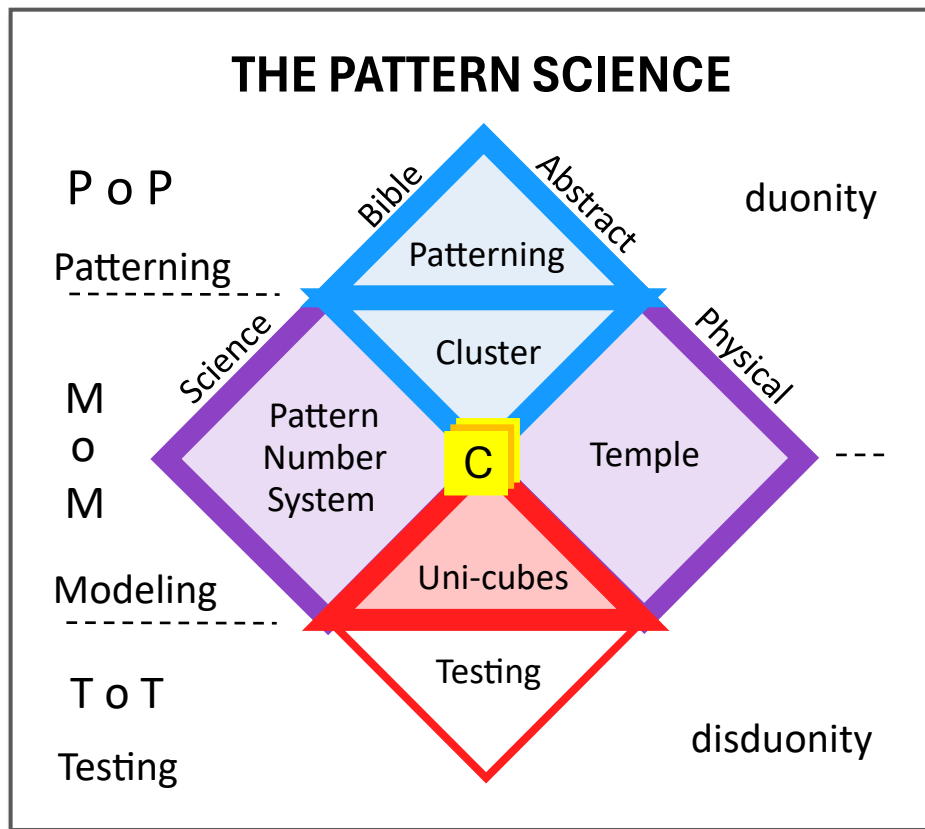 THE PATTERN SCIENCE
P o P
Bible
Abstract
duonity
Patterning
Patterning
Science
Cluster
Physical
M
o
M
Pattern
Number
System
C
Temple
Modeling
Uni-cubes
T o T
Testing
disduonity
Testing